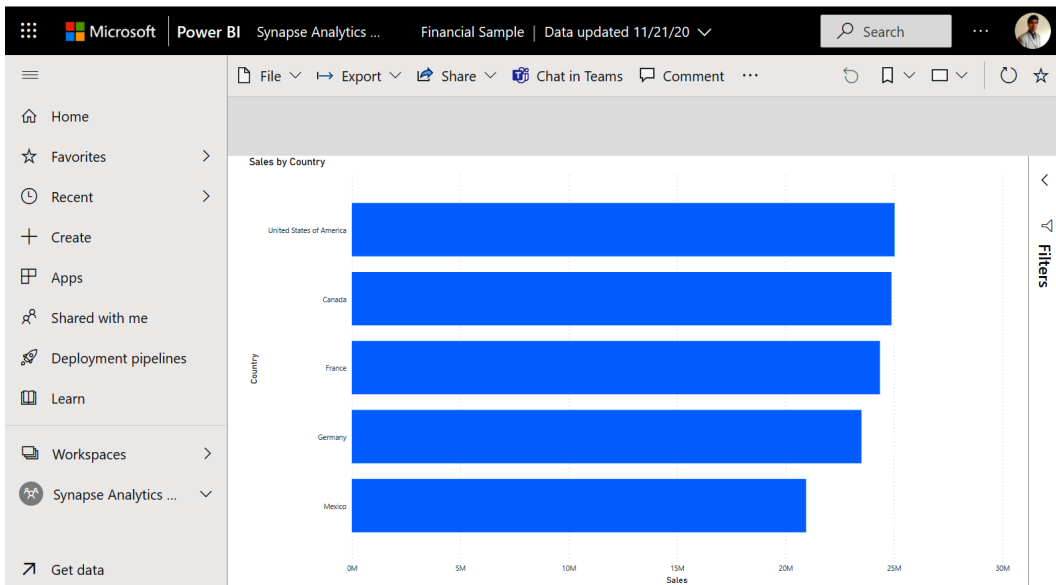 Microsoft Power BI Synapse Analytics ... Financial Sample | Data updated 11/21/20 Search ...
File Export Share Chat in Teams Comment ...
Home
Favorites
Recent
Create
Apps
Shared with me
Deployment pipelines
Learn
Workspaces
Synapse Analytics ...
Get data
Sales by Country
Country
United States of America
Canada
France
Germany
Mexico
0M 5M 10M 15M 20M 25M 30M
Sales
Filters